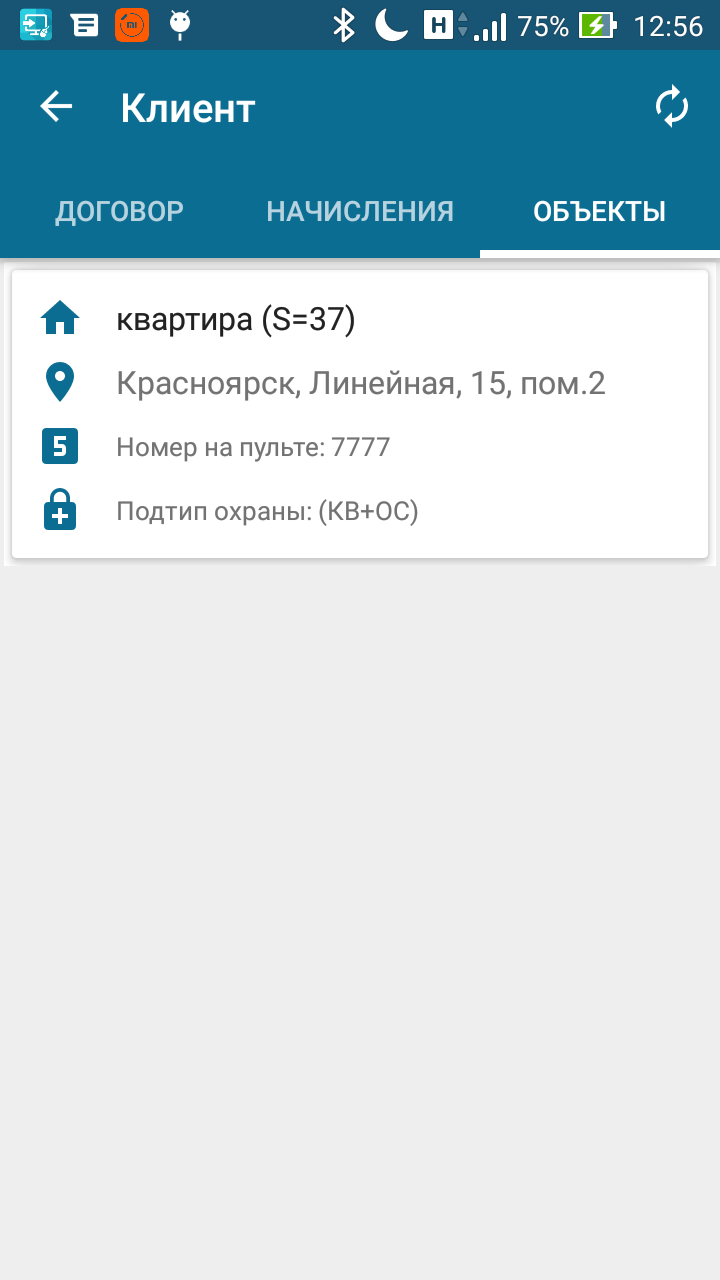 75% 12:56
Клиент
ДОГОВОР НАЧИСЛЕНИЯ ОБЪЕКТЫ
квартира (S=37)
Красноярск, Линейная, 15, пом.2
5 Номер на пульте: 7777
Подтип охраны: (КВ+ОС)